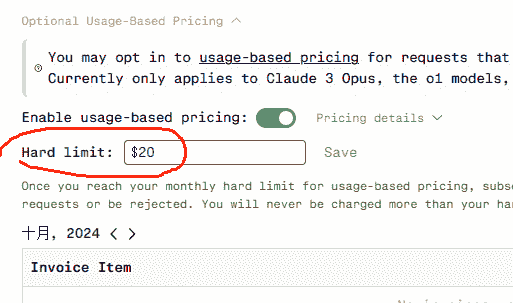 Optional Usage-Based Pricing
You may opt in to usage-based pricing for requests that
Currently only applies to Claude 3 Opus, the o1 models,
Enable usage-based pricing: Pricing details
Hard limit: $20 Save
Once you reach your monthly hard limit for usage-based pricing, subse
requests or be rejected. You will never be charged more than your har
十月, 2024
Invoice Item